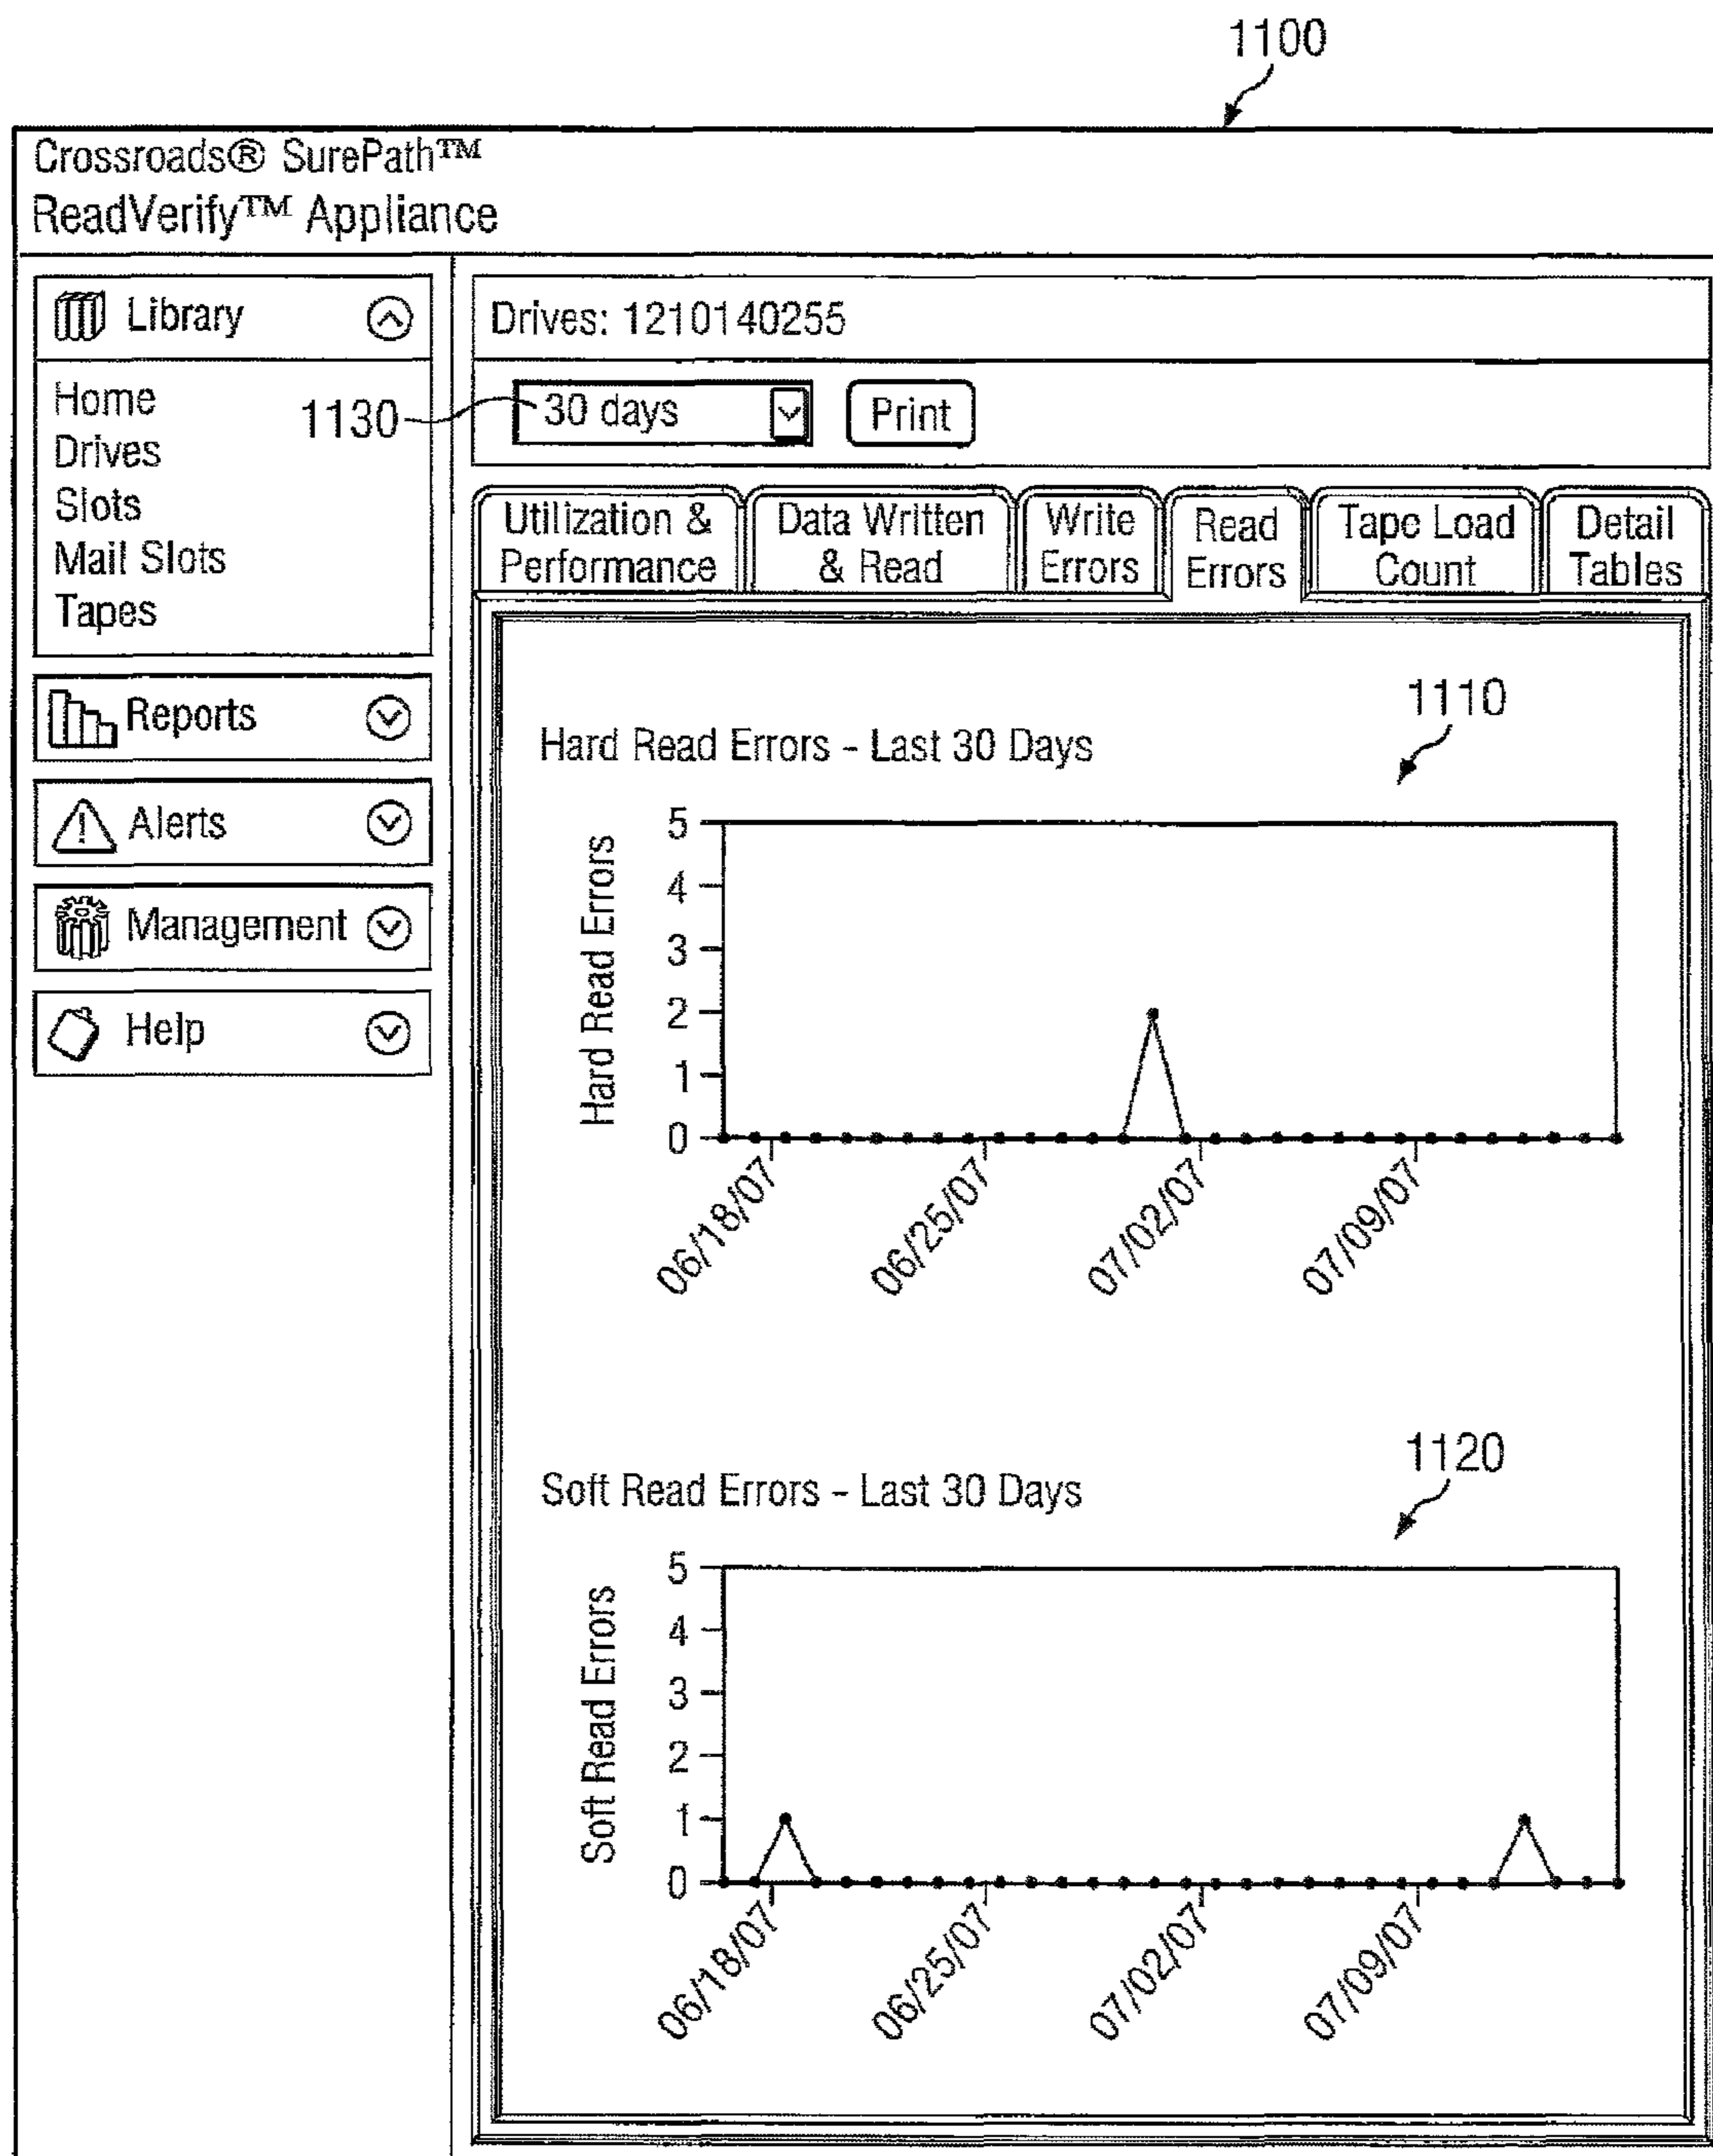 1100
Crossroads® SurePath™
ReadVerify™ Appliance
Library
Home
Drives
Slots
Mail Slots
Tapes
Reports
Alerts
Management
Help
Drives: 1210140255
1130
30 days
Print
Utilization &
Performance
Data Written
& Read
Write
Errors
Read
Errors
Tape Load
Count
Detail
Tables
1110
Hard Read Errors - Last 30 Days
Hard Read Errors
5
4
3
2
1
0
06/18/07
06/25/07
07/02/07
07/09/07
1120
Soft Read Errors - Last 30 Days
Soft Read Errors
5
4
3
2
1
0
06/18/07
06/25/07
07/02/07
07/09/07